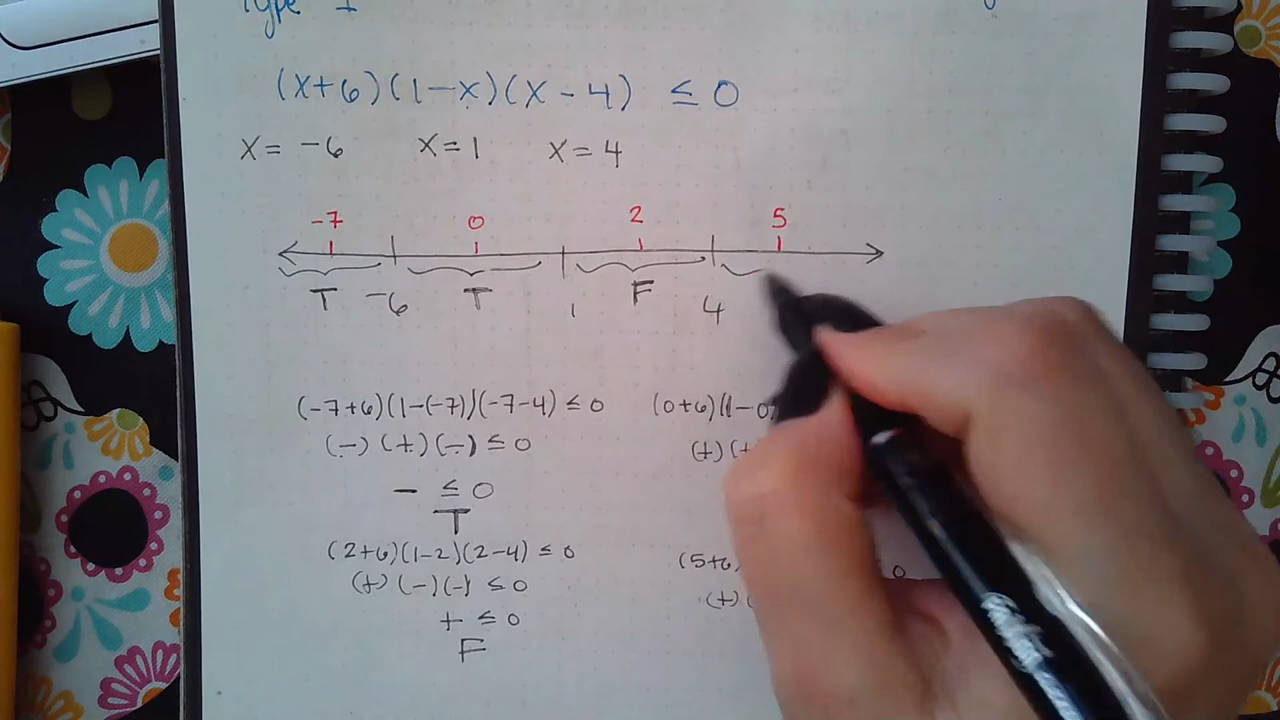 Type I
(x+6)(1-x)(x-4) ≤ 0
x = -6 x = 1 x = 4
-7 0 2 5
T -6 T 1 F 4
(-7+6)(1-(-7))(-7-4) ≤ 0 (0+6)(1-0)
(-)(+)(-) ≤ 0 (+)(+
- ≤ 0
T
(2+6)(1-2)(2-4) ≤ 0 (5+6) 0
(+)(-)(-) ≤ 0 (+)(
+ ≤ 0
F